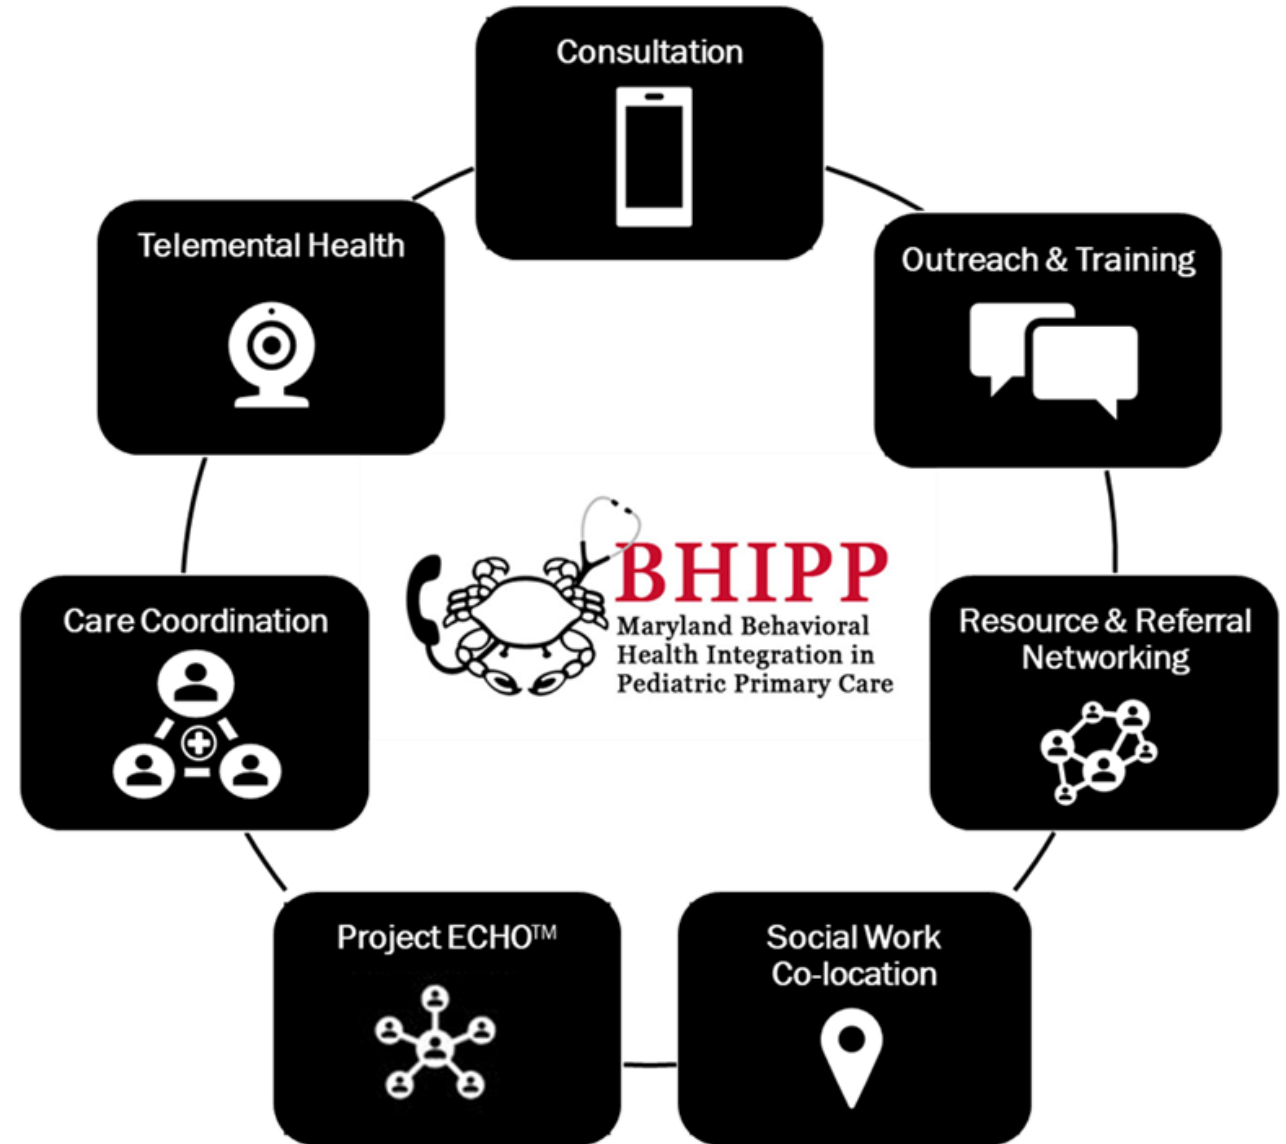 Consultation
Telemental Health
Outreach & Training
BHIPP
Maryland Behavioral
Health Integration in
Pediatric Primary Care
Care Coordination
Resource & Referral
Networking
Project ECHO™
Social Work
Co-location